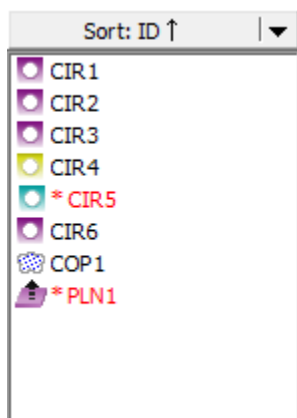 Sort: ID ↑
CIR1
CIR2
CIR3
CIR4
* CIR5
CIR6
COP1
* PLN1